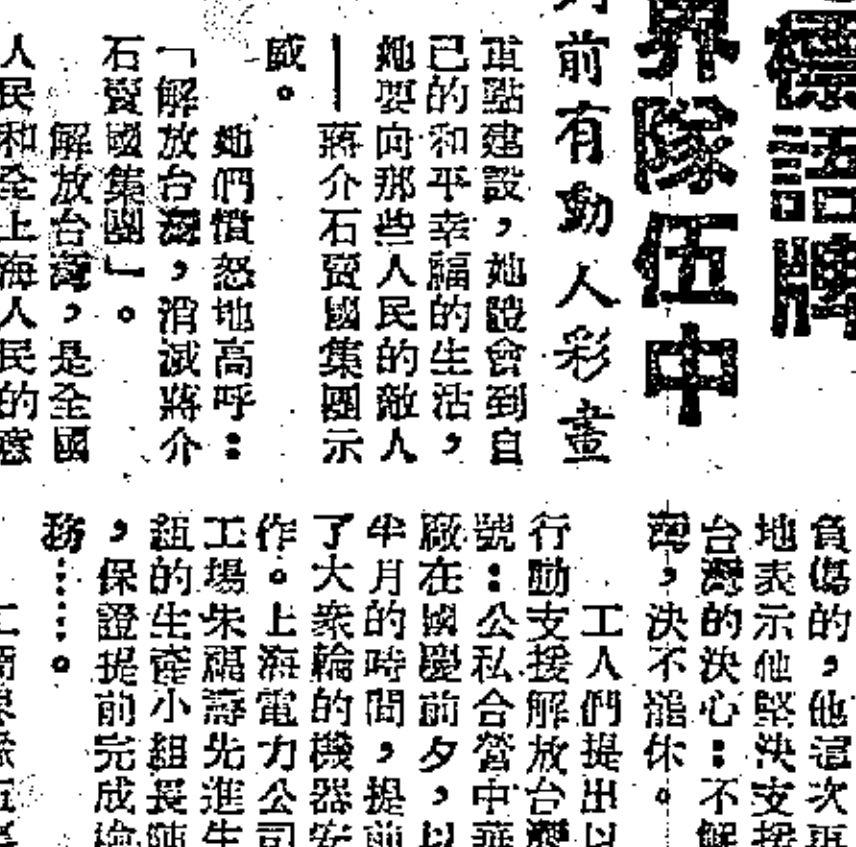 標語牌
界隊伍中
前有動人彩畫
重點建設,她體會到自
己的和平幸福的生活,
她要向那些人民的敵人
——蔣介石賣國集團示
威。
她們憤怒地高呼:
「解放台灣,消滅蔣介
石賣國集團」。
解放台灣,是全國
人民和全上海人民的意
負傷的,他這次再
地表示他堅決支援
台灣的決心:不解
灣,決不罷休。
工人們提出以
行動支援解放台灣
號:公私合營中華
廠在國慶前夕,以
半月的時間,提前
了大衆輪的機器安
作。上海電力公司
工場朱福壽先進生
組的生產小組長陳
,保證提前完成檢
務……。